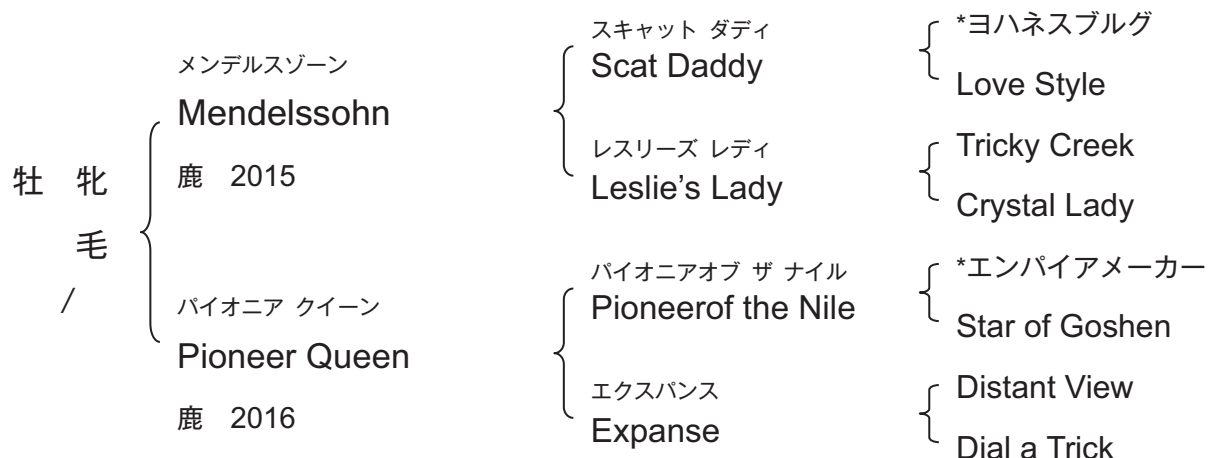 牡 牝
毛
/
メンデルスゾーン
Mendelssohn
鹿 2015
パイオニア クイーン
Pioneer Queen
鹿 2016
スキャット ダディ
Scat Daddy
レスリーズ レディ
Leslie’s Lady
パイオニアオブ ザ ナイル
Pioneerof the Nile
エクスパンス
Expanse
*ヨハネスブルグ
Love Style
Tricky Creek
Crystal Lady
*エンパイアメーカー
Star of Goshen
Distant View
Dial a Trick